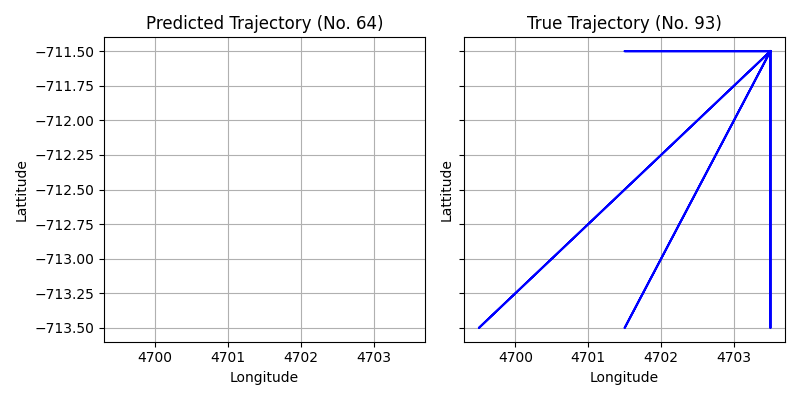 Predicted Trajectory (No. 64)
True Trajectory (No. 93)
Lattitude
−711.50
−711.75
−712.00
−712.25
−712.50
−712.75
−713.00
−713.25
−713.50
4700 4701 4702 4703
Longitude
Lattitude
4700 4701 4702 4703
Longitude